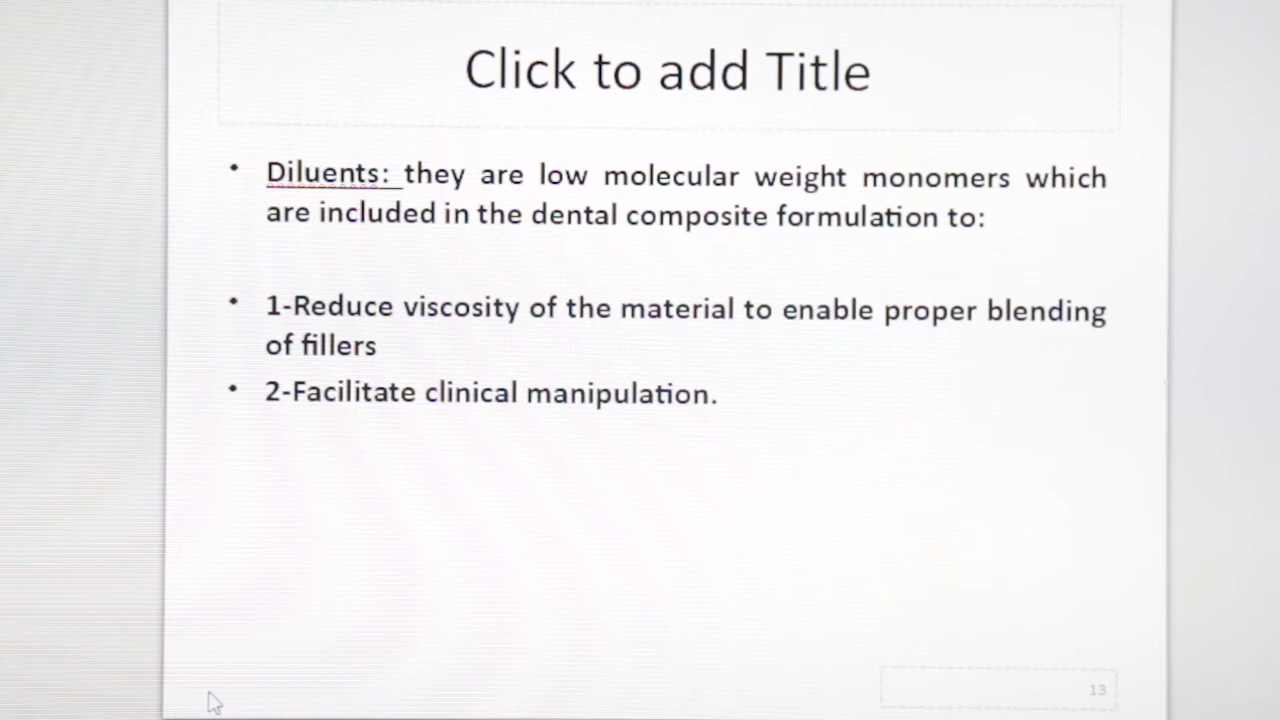 Click to add Title
• Diluents: they are low molecular weight monomers which
are included in the dental composite formulation to:
• 1-Reduce viscosity of the material to enable proper blending
of fillers
• 2-Facilitate clinical manipulation.
13